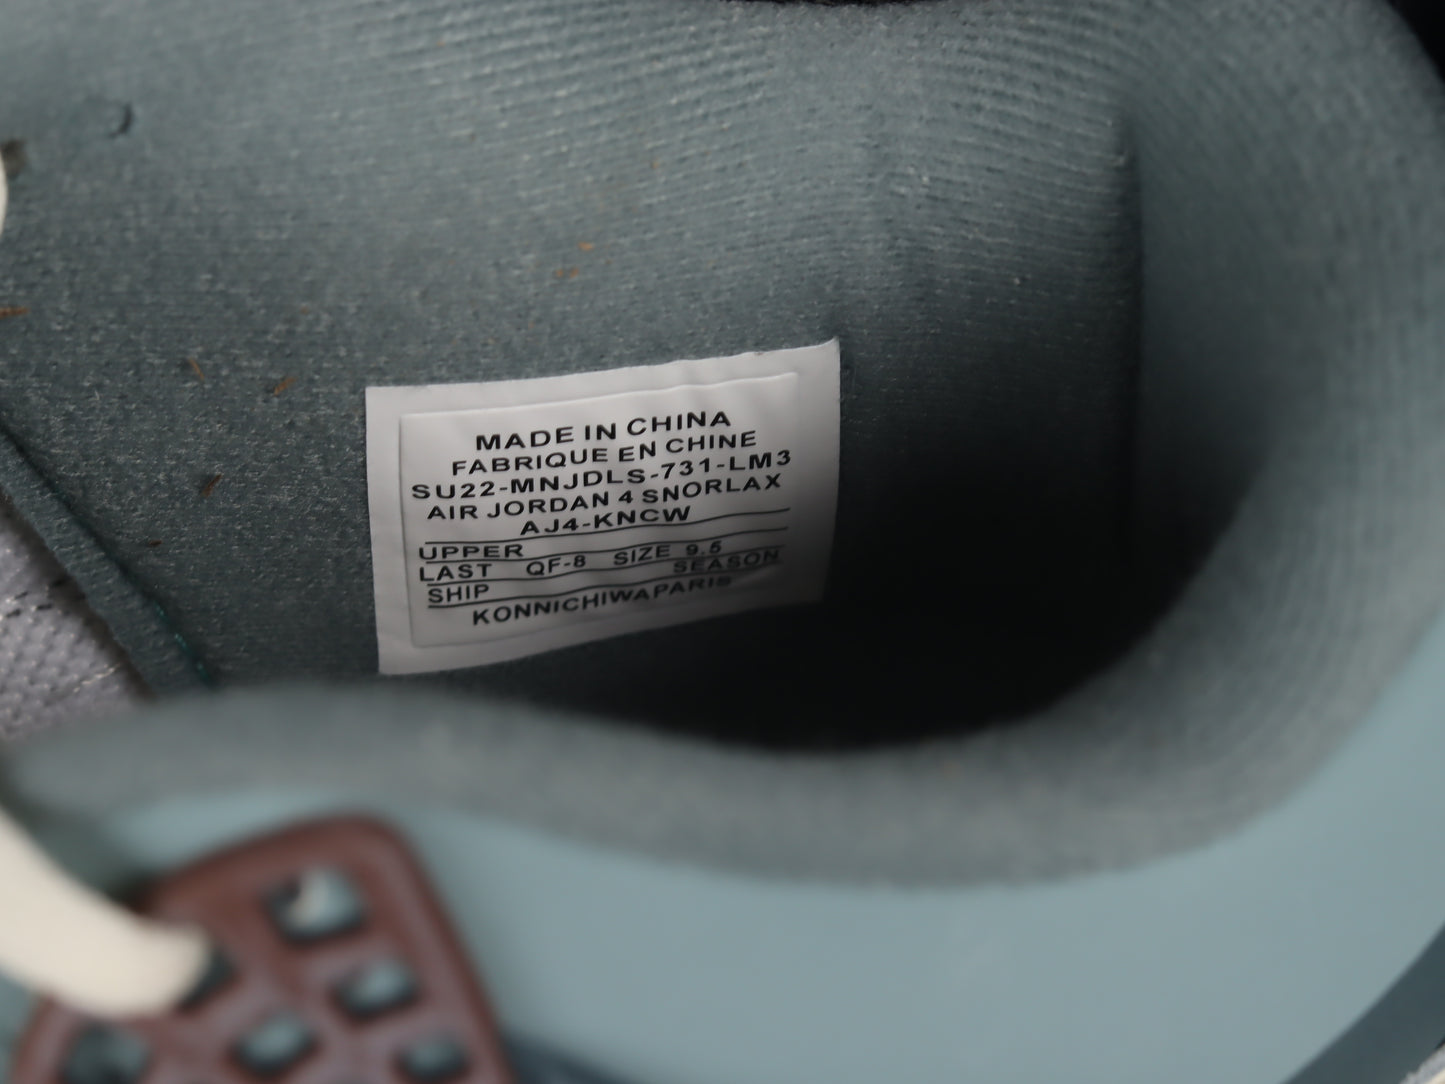 MADE IN CHINA
FABRIQUE EN CHINE
SU22-MNJDLS-731-LM3
AIR JORDAN 4 SNORLAX
AJ4-KNCW
UPPER
LAST QF-8 SIZE 9.5
SHIP SEASON
KONNICHIWAPARIS